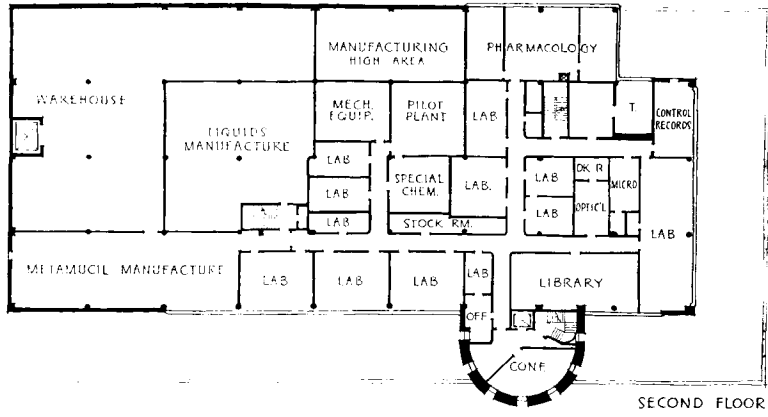 MANUFACTURING
HIGH AREA
PHARMACOLOGY
WAREHOUSE
MECH.
EQUIP.
PILOT
PLANT
LAB
T.
CONTROL
RECORDS
LIQUIDS
MANUFACTURE
LAB
LAB
LAB
SPECIAL
CHEM.
LAB.
STOCK RM.
LAB
LAB
DK R
OPTIC'L
MICRO
LAB
METAMUCIL MANUFACTURE
LAB
LAB
LAB
LAB
OFF
LIBRARY
CONF.
SECOND FLOOR